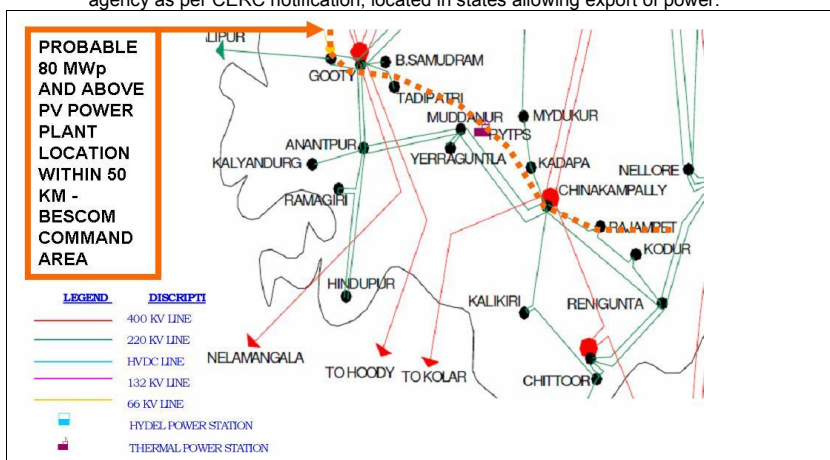 agency as per CERC notification, located in states allowing export of power.
PROBABLE
80 MWp
AND ABOVE
PV POWER
PLANT
LOCATION
WITHIN 50
KM -
BESCOM
COMMAND
AREA
LIPUR
GOOTY
B.SAMUDRAM
TADIPATRI
MUDDANUR
MYDUKUR
RYTPS
ANANTPUR
YERRAGUNTLA
KADAPA
KALYANDURG
NELLORE
CHINAKAMPALLY
RAMAGIRI
RAJAMPET
KODUR
HINDUPUR
KALIKIRI
RENIGUNTA
NELAMANGALA
TO HOODY
TO KOLAR
CHITTOOR
LEGEND DISCRIPTI
400 KV LINE
220 KV LINE
HVDC LINE
132 KV LINE
66 KV LINE
HYDEL POWER STATION
THERMAL POWER STATION